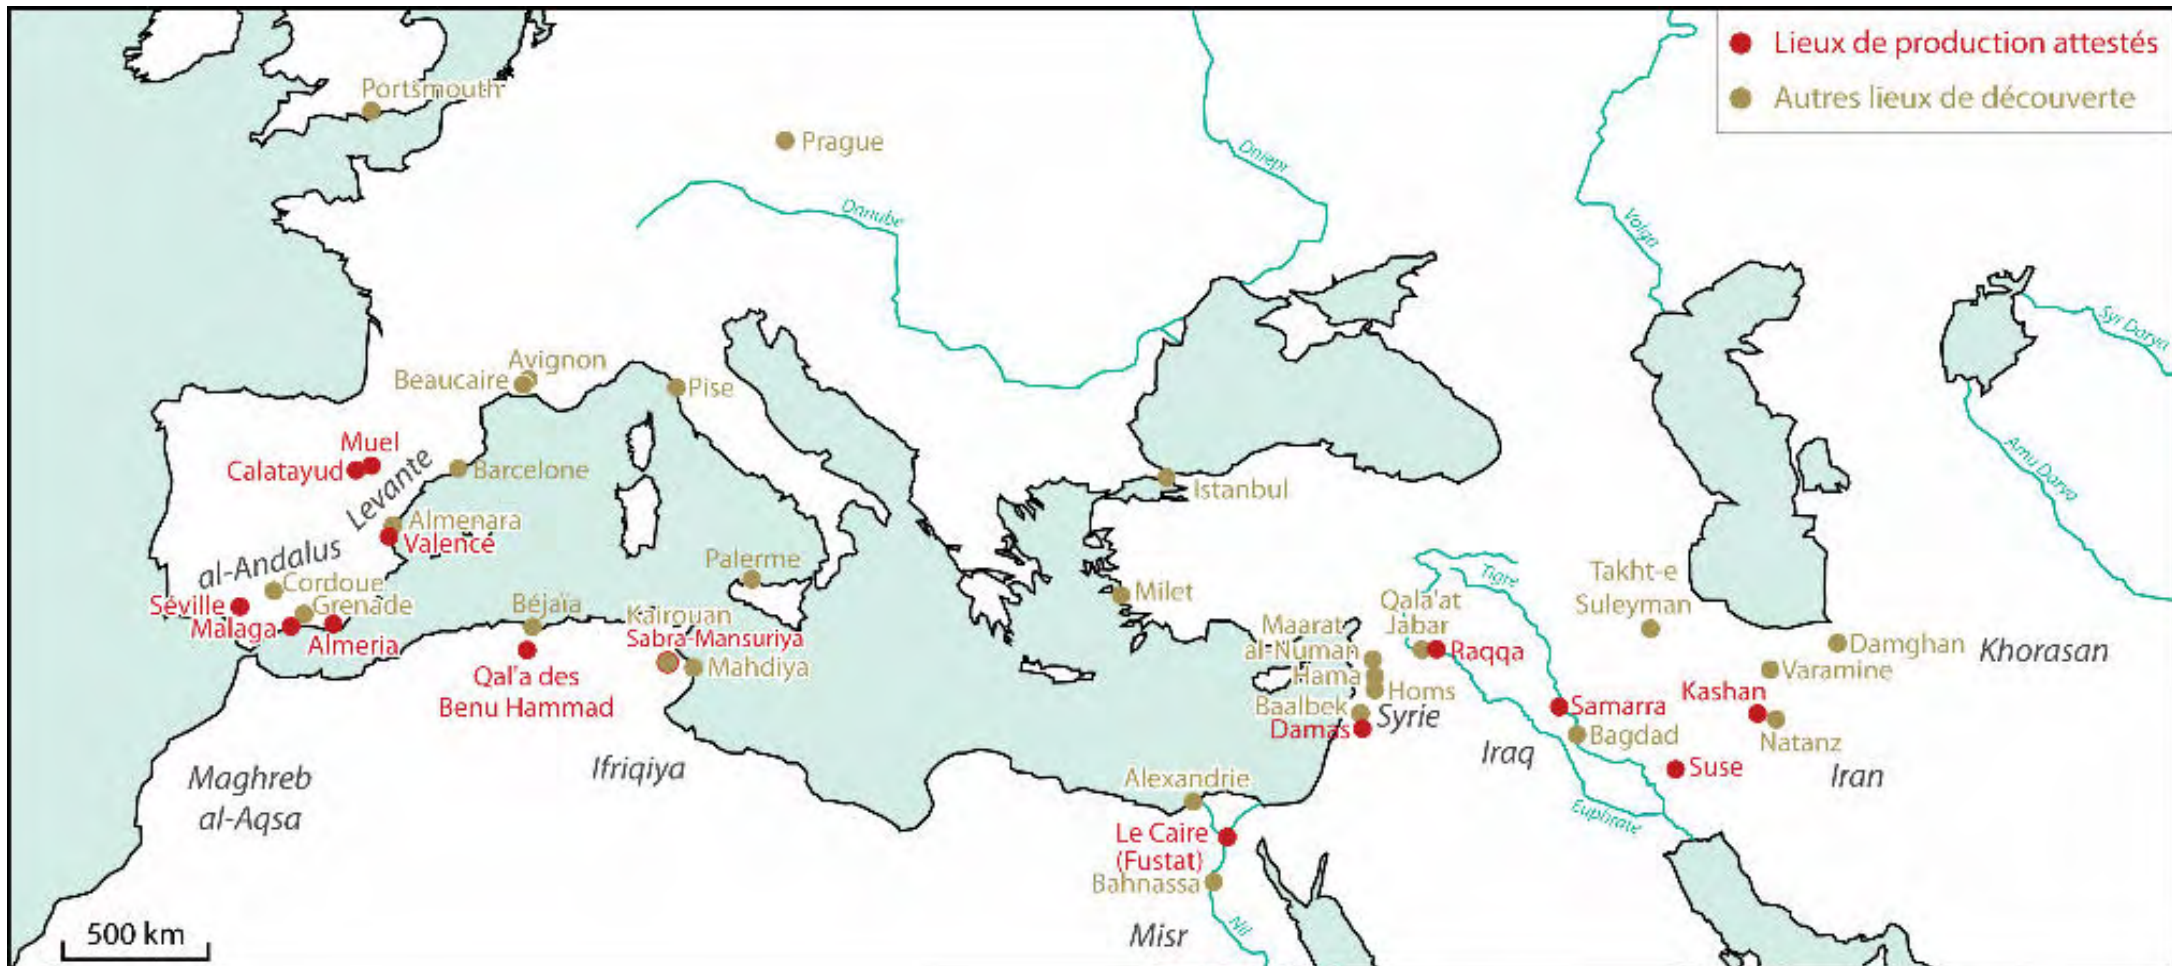 Lieux de production attestés
Autres lieux de découverte
Portsmouth
Prague
Dniepr
Danube
Volga
Syr Darya
Amu Darya
Avignon
Beaucaire
Pise
Muel
Calatayud
Levante
Barcelone
Istanbul
Almenara
Valence
al-Andalus
Cordoue
Grenade
Séville
Malaga
Almeria
Palerme
Béjaïa
Kairouan
Sabra-Mansuriya
Mahdiya
Qal'a des
Benu Hammad
Milet
Tigre
Takht-e
Suleyman
Qala'at
Jabar
Raqqa
Maarat
al-Numan
Hama
Homs
Baalbek
Syrie
Damas
Damghan
Khorasan
Varamine
Kashan
Natanz
Samarra
Bagdad
Iraq
Suse
Iran
Euphrate
Maghreb
al-Aqsa
Ifriqiya
Alexandrie
Le Caire
(Fustat)
Bahnassa
Misr
Nil
500 km